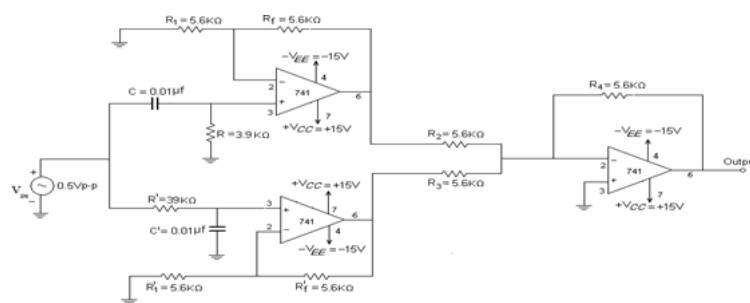 R₁ = 5.6KΩ
Rf = 5.6KΩ
−VEE = −15V
4
C = 0.01μf
2
−
741
6
+
3
7
+VCC = +15V
R = 3.9KΩ
R₂ = 5.6KΩ
R₄ = 5.6KΩ
−VEE = −15V
4
2
−
741
6
Output
+
3
7
+VCC = +15V
+
Vin
−
0.5Vp-p
R₃ = 5.6KΩ
R' = 39KΩ
+VCC = +15V
3
+
7
741
6
2
−
4
C' = 0.01μf
−VEE = −15V
R'₁ = 5.6KΩ
R'f = 5.6KΩ